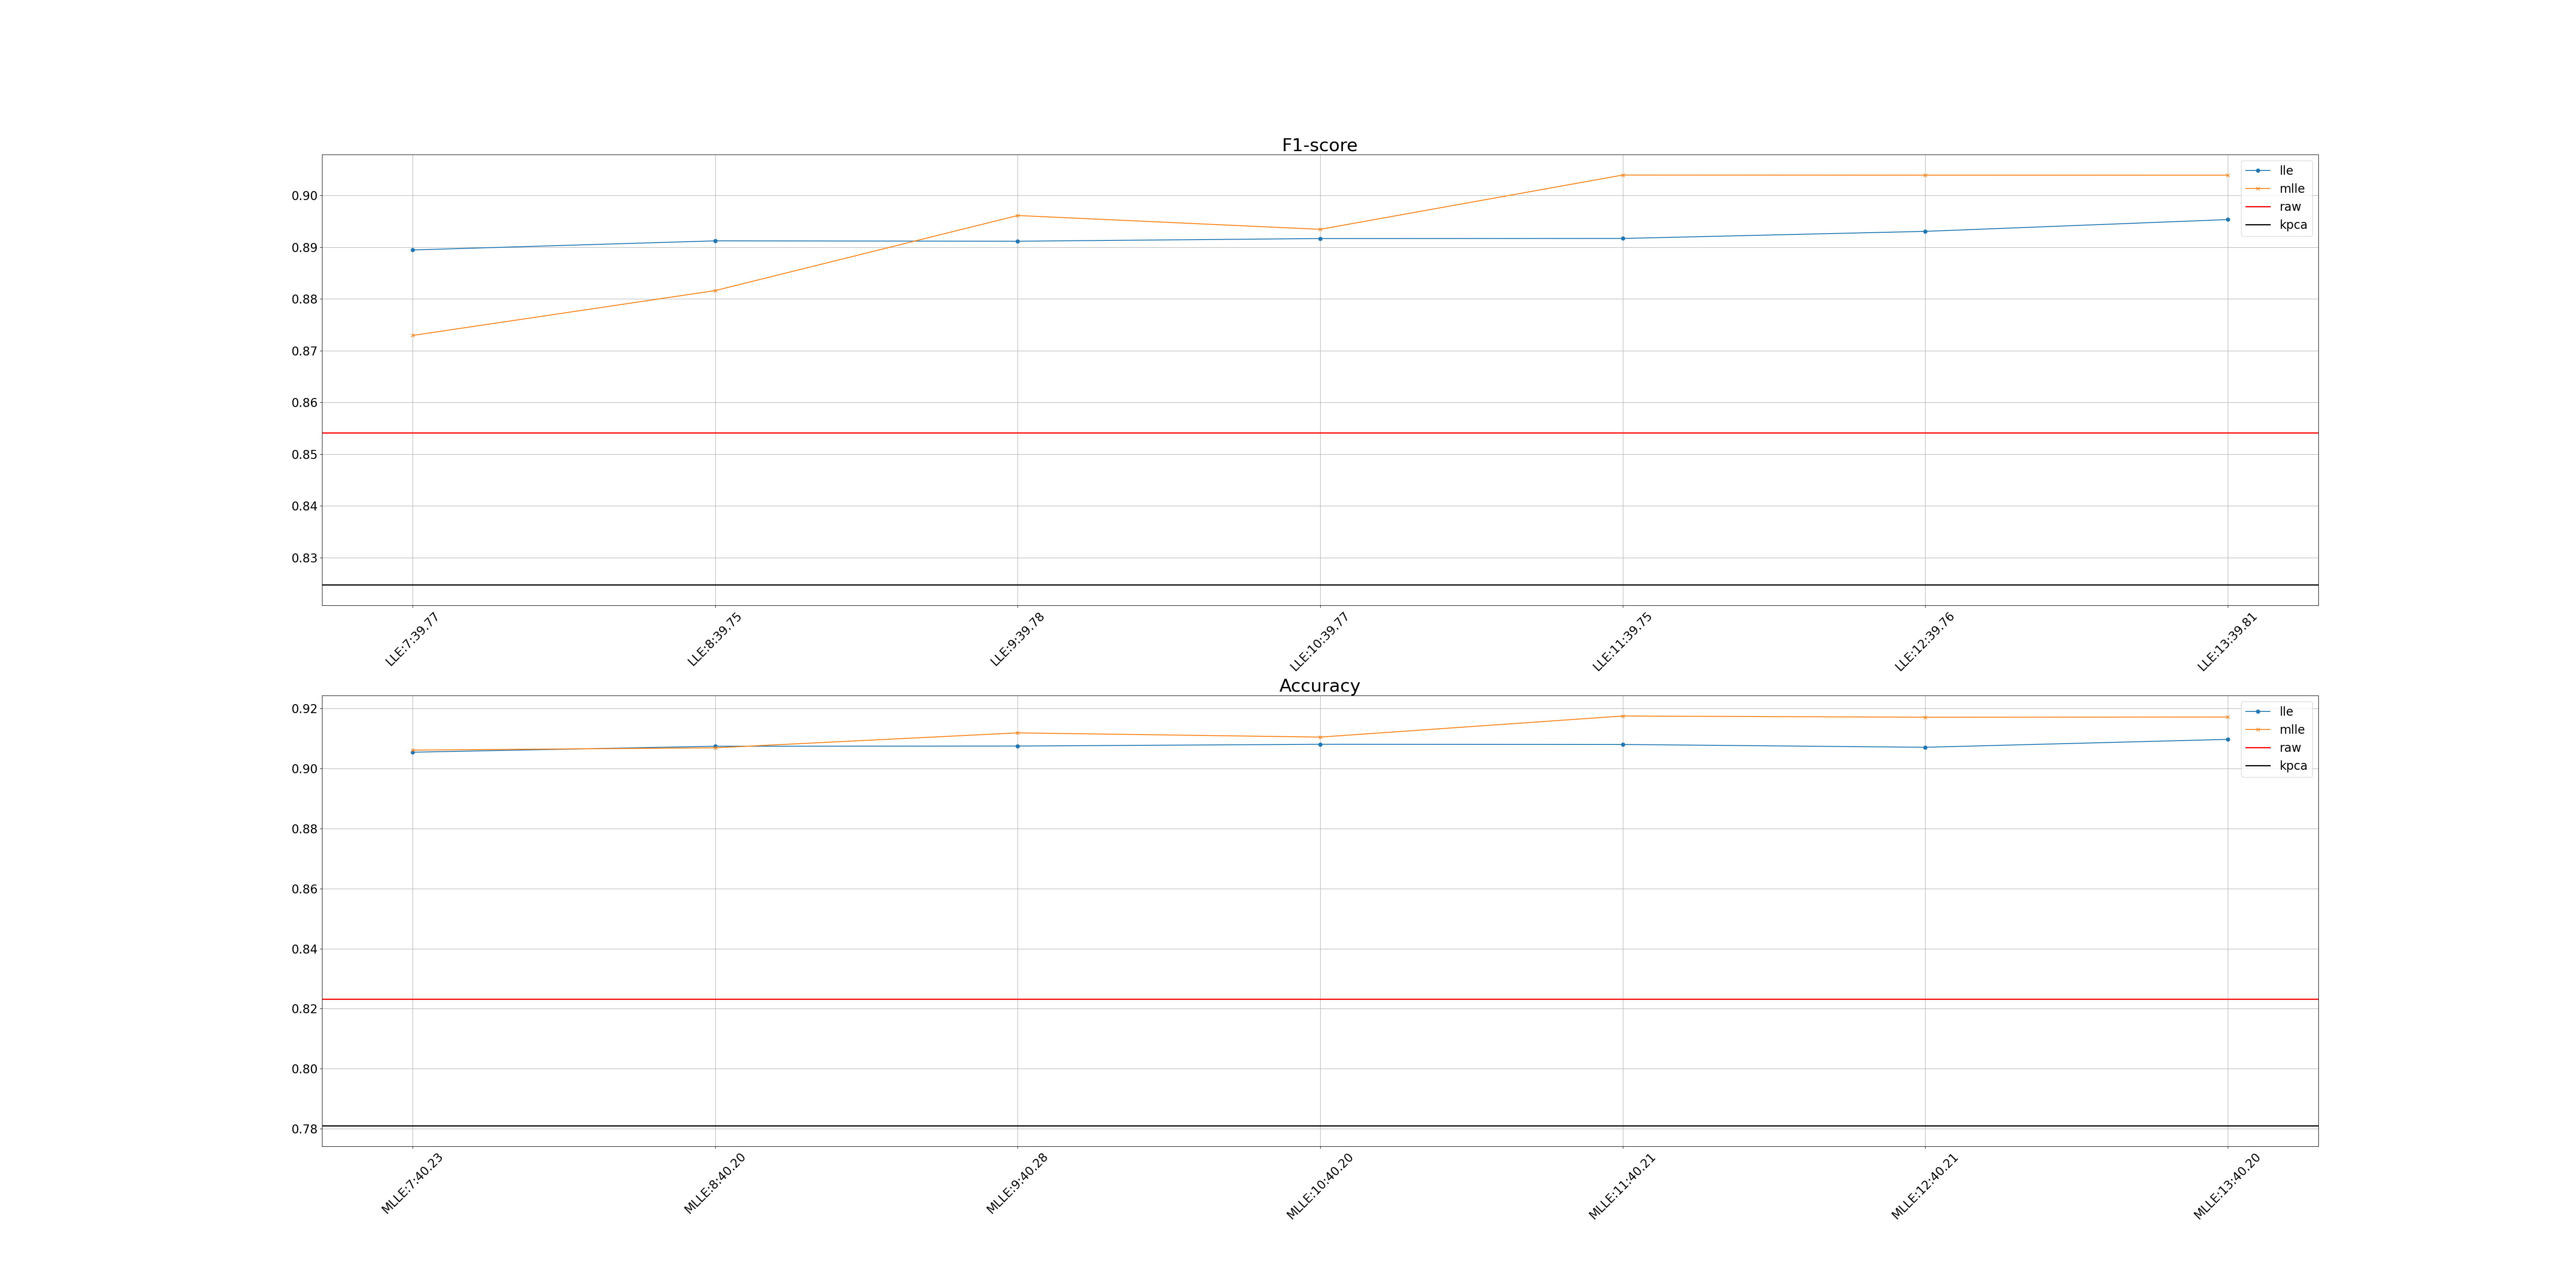 F1-score
0.90
0.89
0.88
0.87
0.86
0.85
0.84
0.83
lle
mlle
raw
kpca
LLE:7:39.77
LLE:8:39.75
LLE:9:39.78
LLE:10:39.77
LLE:11:39.75
LLE:12:39.76
LLE:13:39.81
Accuracy
0.92
0.90
0.88
0.86
0.84
0.82
0.80
0.78
lle
mlle
raw
kpca
MLLE:7:40.23
MLLE:8:40.20
MLLE:9:40.28
MLLE:10:40.20
MLLE:11:40.21
MLLE:12:40.21
MLLE:13:40.20